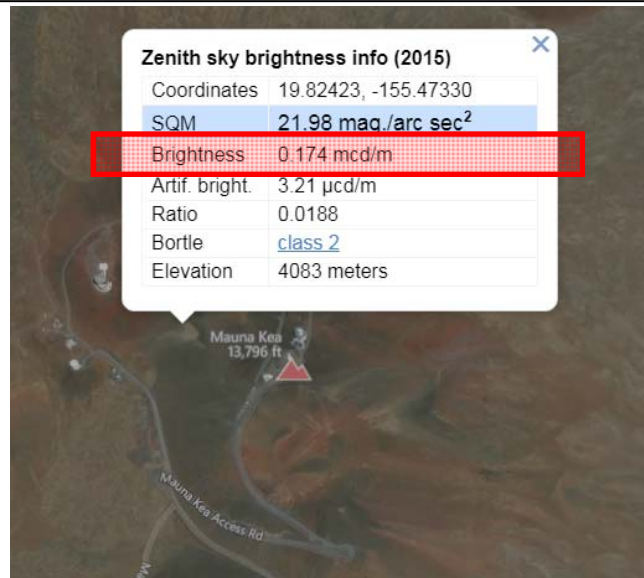 Zenith sky brightness info (2015)
Coordinates 19.82423, -155.47330
SQM 21.98 mag./arc sec²
Brightness 0.174 mcd/m
Artif. bright. 3.21 μcd/m
Ratio 0.0188
Bortle class 2
Elevation 4083 meters
Mauna Kea
13,796 ft
Mauna Kea Access Rd